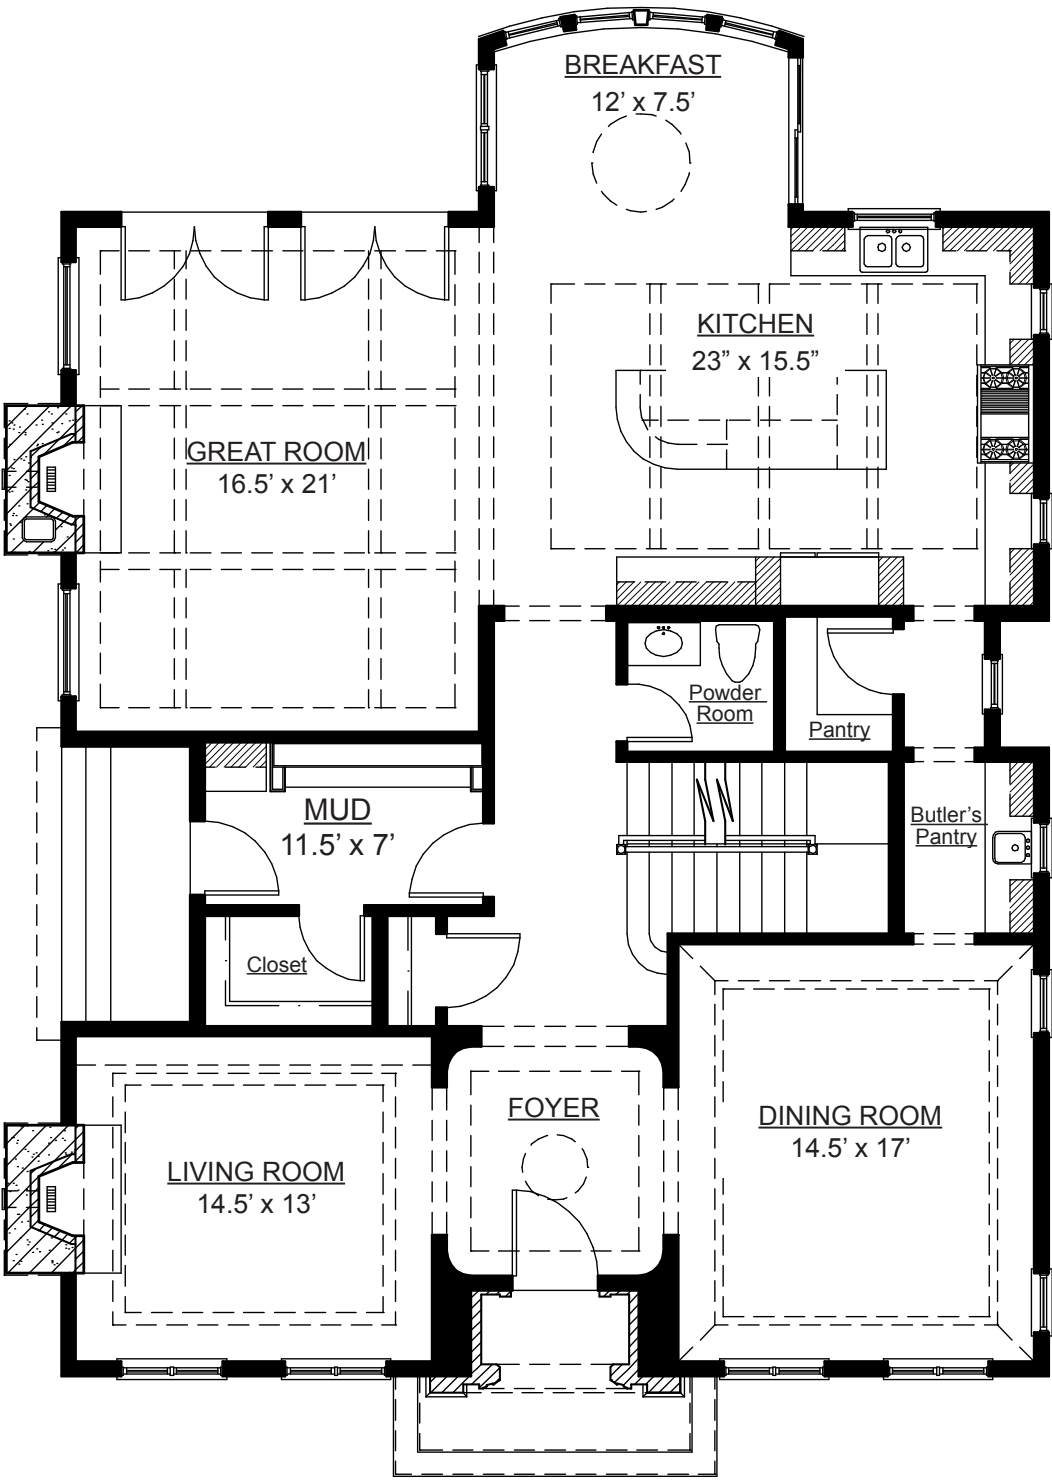 BREAKFAST
12’ x 7.5’
KITCHEN
23” x 15.5”
GREAT ROOM
16.5’ x 21’
Powder
Room
Pantry
MUD
11.5’ x 7’
Butler’s
Pantry
Closet
FOYER
DINING ROOM
14.5’ x 17’
LIVING ROOM
14.5’ x 13’